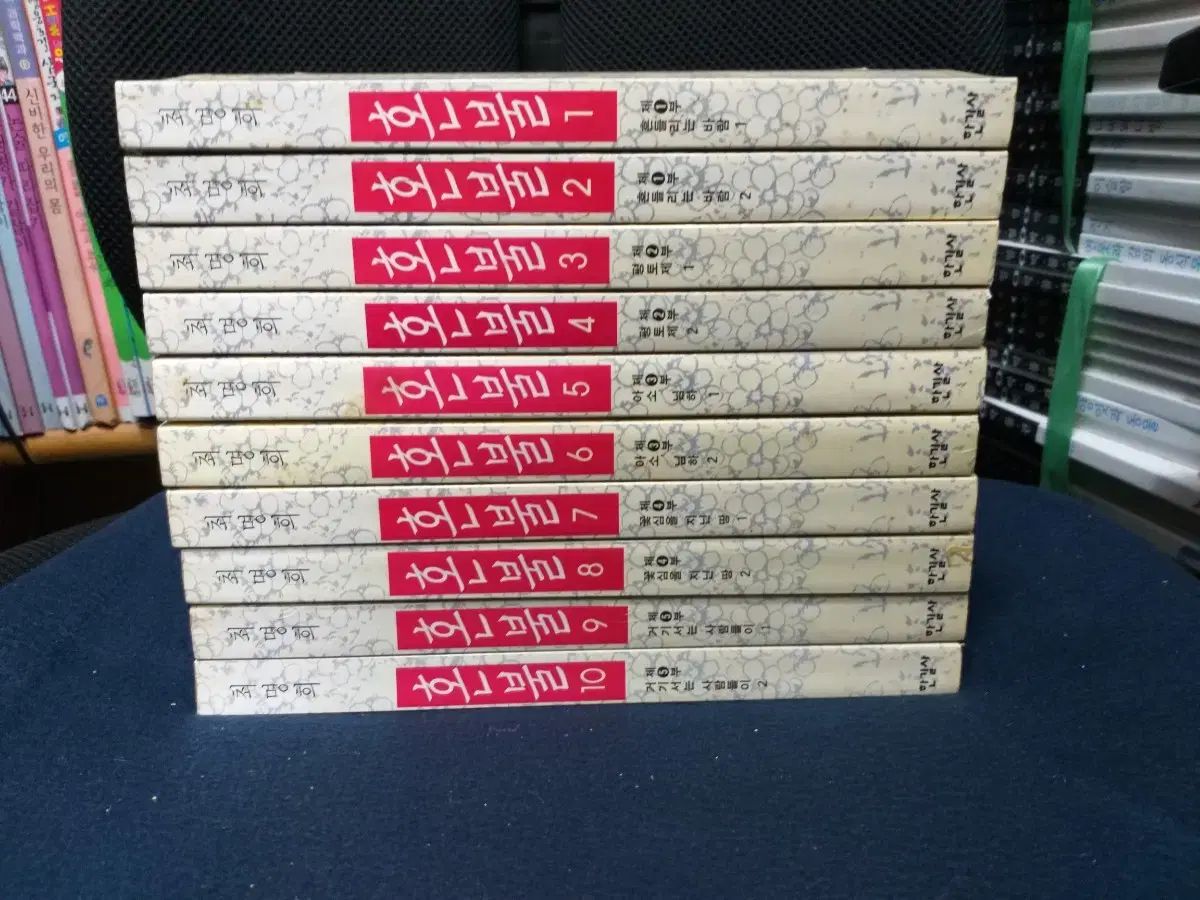 신비한 우리의 몸
44
최명희 혼불 1 제1부 흔들리는 바람 1 한길사
최명희 혼불 2 제1부 흔들리는 바람 2 한길사
최명희 혼불 3 제2부 평토제 1 한길사
최명희 혼불 4 제2부 평토제 2 한길사
최명희 혼불 5 제3부 아소 님하 1 한길사
최명희 혼불 6 제3부 아소 님하 2 한길사
최명희 혼불 7 제4부 꽃심을 지닌 땅 1 한길사
최명희 혼불 8 제4부 꽃심을 지닌 땅 2 한길사
최명희 혼불 9 제5부 거기서는 사람들이 1 한길사
최명희 혼불 10 제5부 거기서는 사람들이 2 한길사